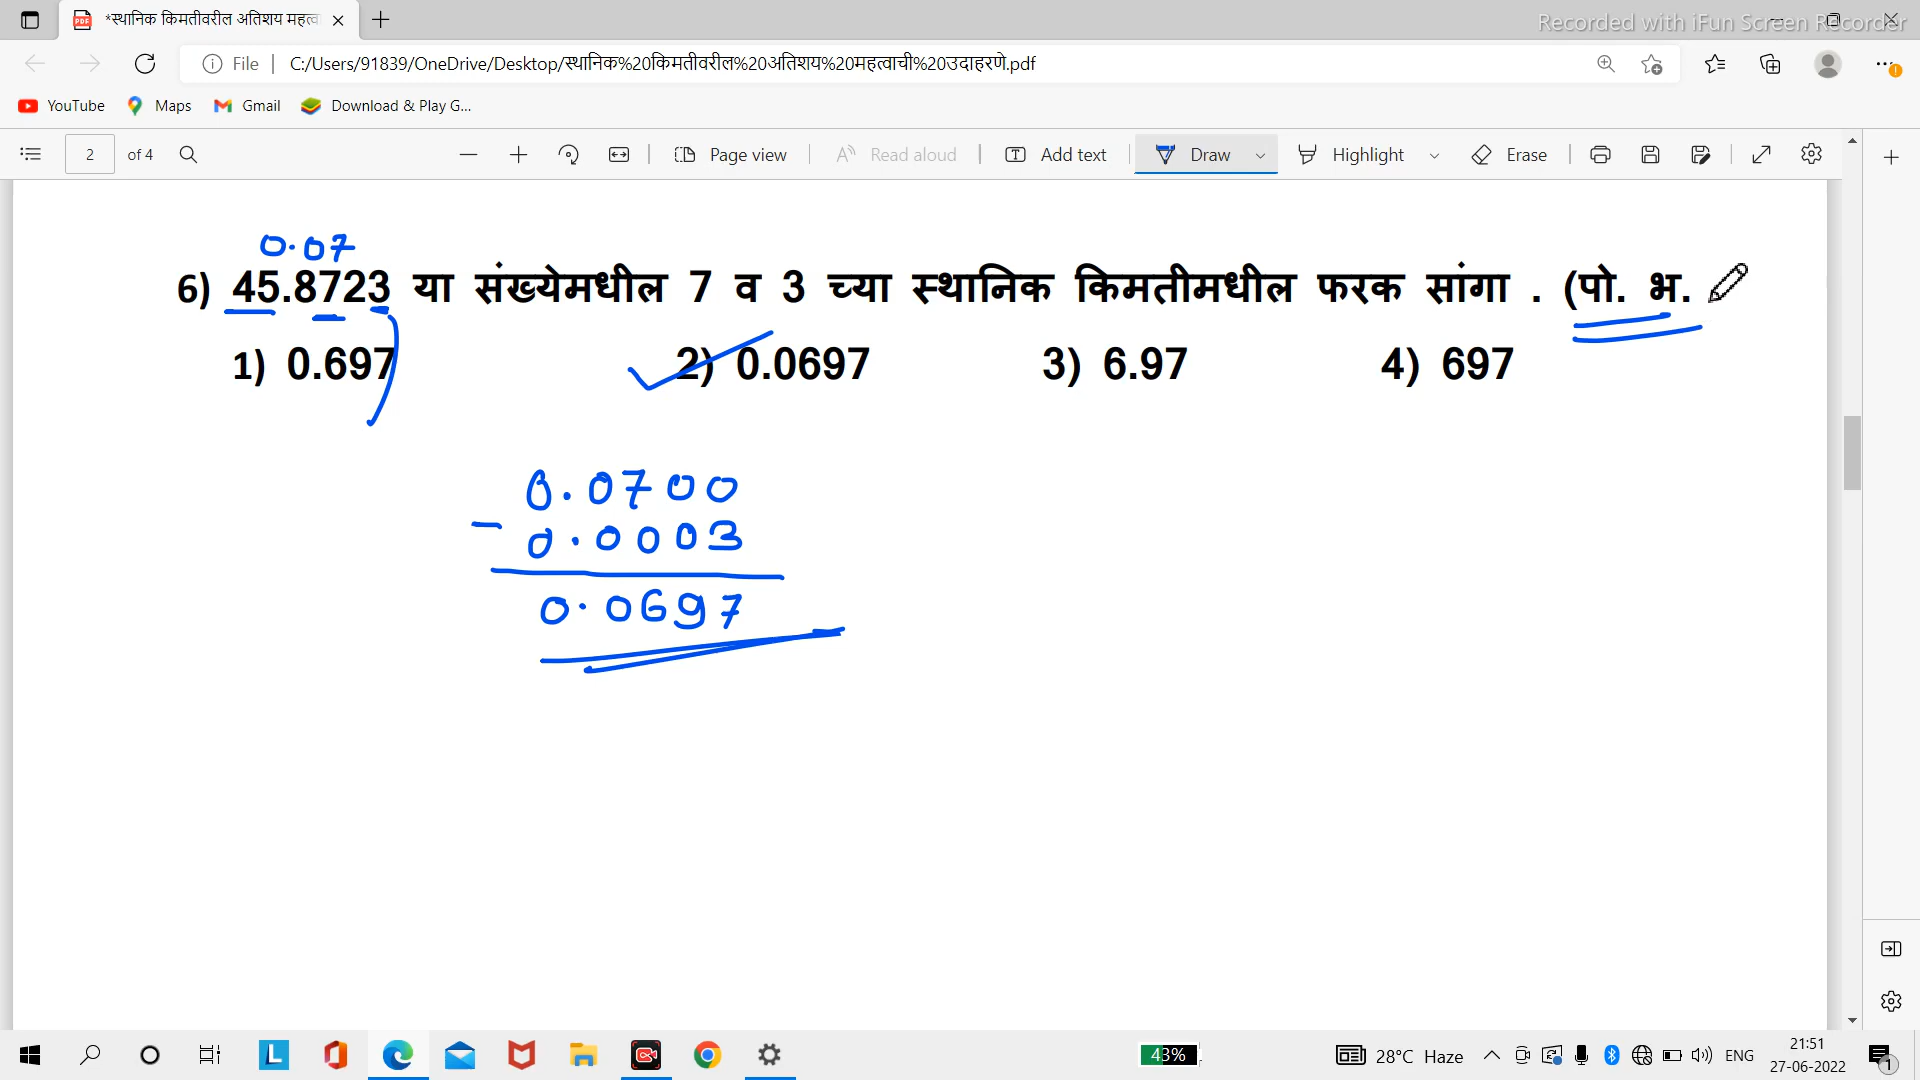 *स्थानिक किमतीवरील अतिशय महत्व
Recorded with iFun Screen Recorder
File
C:/Users/91839/OneDrive/Desktop/स्थानिक%20किमतीवरील%20अतिशय%20महत्वाची%20उदाहरणे.pdf
YouTube Maps Gmail Download & Play G...
2 of 4 Page view Read aloud Add text Draw Highlight Erase
0.07
6) 45.8723 या संख्येमधील 7 व 3 च्या स्थानिक किमतीमधील फरक सांगा . (पो. भ.
1) 0.697 2) 0.0697 3) 6.97 4) 697
0.0700
- 0.0003
0.0697
43% 28°C Haze ENG 21:51
27-06-2022
1